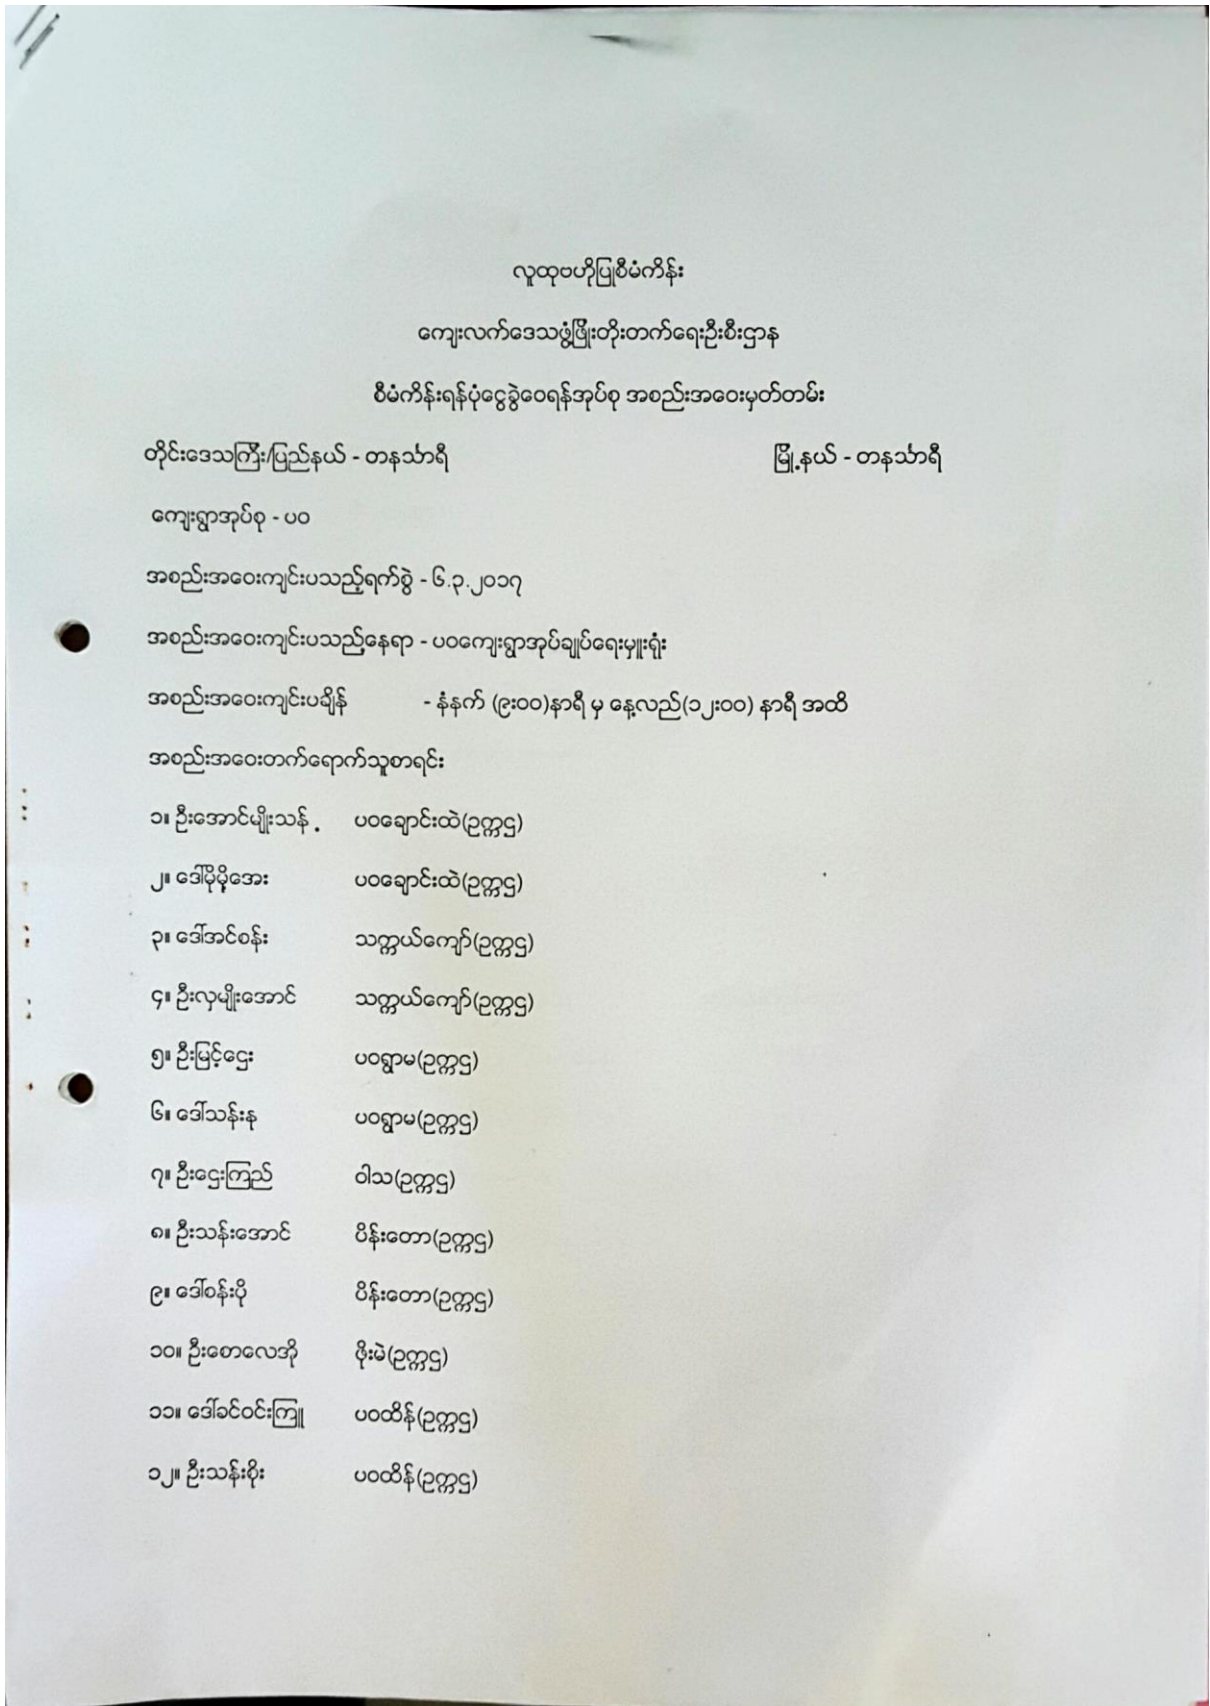 လူထုဗဟိုပြုစီမံကိန်း
ကျေးလက်ဒေသဖွံ့ဖြိုးတိုးတက်ရေးဦးစီးဌာန
စီမံကိန်းရန်ပုံငွေခွဲဝေရန်အုပ်စု အစည်းအဝေးမှတ်တမ်း
တိုင်းဒေသကြီး/ပြည်နယ် - တနင်္သာရီ မြို့နယ် - တနင်္သာရီ
ကျေးရွာအုပ်စု - ပဝ
အစည်းအဝေးကျင်းပသည့်ရက်စွဲ - ၆.၃.၂၀၁၇
အစည်းအဝေးကျင်းပသည့်နေရာ - ပဝကျေးရွာအုပ်ချုပ်ရေးမှူးရုံး
အစည်းအဝေးကျင်းပချိန် - နံနက် (၉း၀၀)နာရီ မှ နေ့လည်(၁၂း၀၀) နာရီ အထိ
အစည်းအဝေးတက်ရောက်သူစာရင်း
၁။ ဦးအောင်မျိုးသန့် ပဝချောင်းထဲ(ဥက္ကဌ)
၂။ ဒေါ်မိုမို့အေး ပဝချောင်းထဲ(ဥက္ကဌ)
၃။ ဒေါ်အင်စန်း သက္ကယ်ကျော်(ဥက္ကဌ)
၄။ ဦးလှမျိုးအောင် သက္ကယ်ကျော်(ဥက္ကဌ)
၅။ ဦးမြင့်ဌေး ပဝရွာမ(ဥက္ကဌ)
၆။ ဒေါ်သန်းနု ပဝရွာမ(ဥက္ကဌ)
၇။ ဦးဌေးကြည် ဝါသ(ဥက္ကဌ)
၈။ ဦးသန်းအောင် ပိန်းတော(ဥက္ကဌ)
၉။ ဒေါ်စန်းပို ပိန်းတော(ဥက္ကဌ)
၁၀။ ဦးစောလေအို ဖိုးမဲ(ဥက္ကဌ)
၁၁။ ဒေါ်ခင်ဝင်းကြူ ပဝထိန်(ဥက္ကဌ)
၁၂။ ဦးသန်းစိုး ပဝထိန်(ဥက္ကဌ)